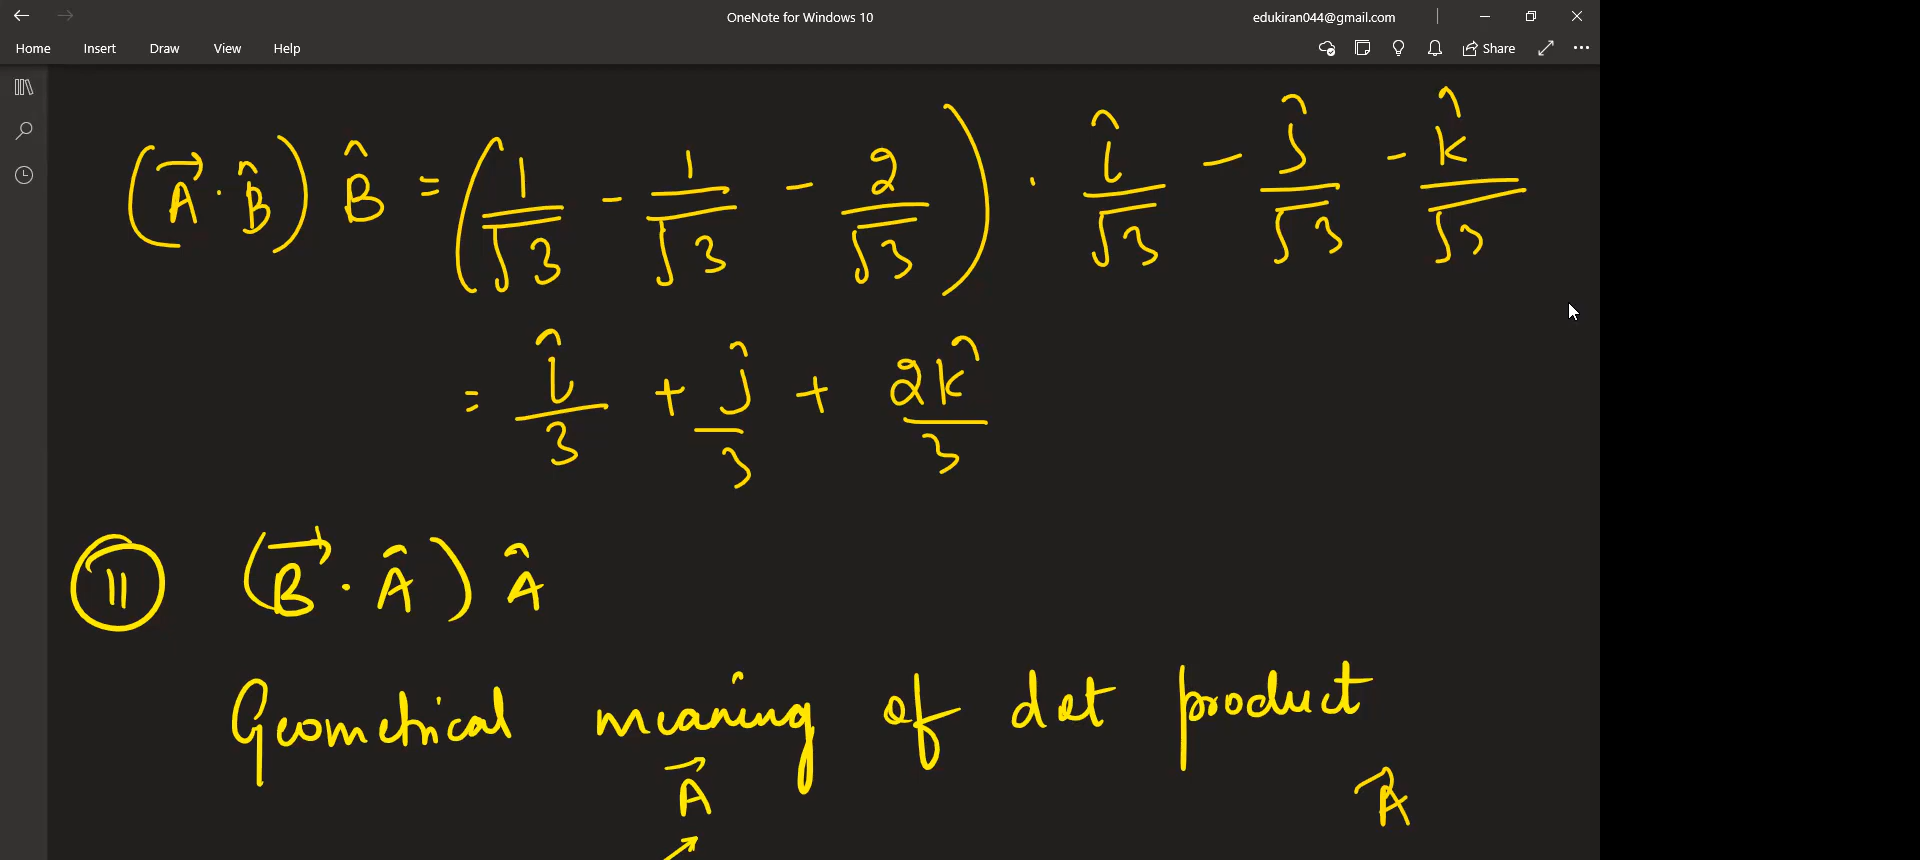 OneNote for Windows 10
edukiran044@gmail.com
Home Insert Draw View Help
Share
(A⃗ · B̂) B̂ = (1/√3 - 1/√3 - 2/√3) · î/√3 - ĵ/√3 - k̂/√3
= î/3 + ĵ/3 + 2k̂/3
11 (B⃗ · Â) Â
Geometrical meaning of dot product
A⃗
A⃗